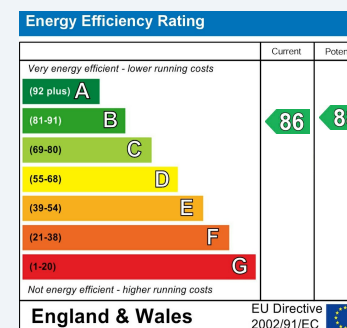 Energy Efficiency Rating
Current
Very energy efficient - lower running costs
(92 plus) A
(81-91) B
86
(69-80) C
(55-68) D
(39-54) E
(21-38) F
(1-20) G
Not energy efficient - higher running costs
England & Wales
EU Directive
2002/91/EC